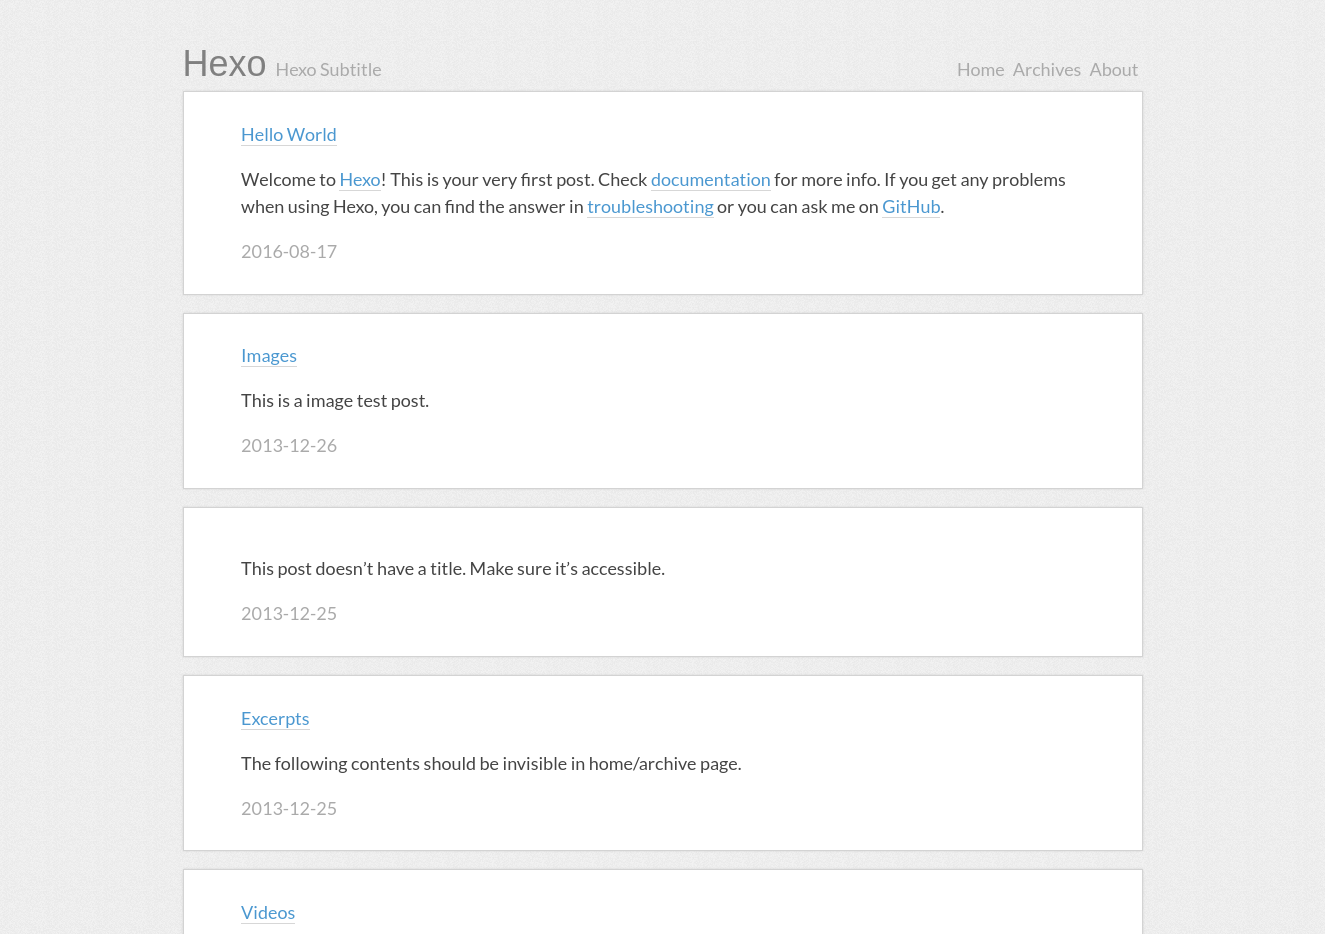 Hexo Hexo Subtitle Home Archives About
Hello World
Welcome to Hexo! This is your very first post. Check documentation for more info. If you get any problems
when using Hexo, you can find the answer in troubleshooting or you can ask me on GitHub.
2016-08-17
Images
This is a image test post.
2013-12-26
This post doesn’t have a title. Make sure it’s accessible.
2013-12-25
Excerpts
The following contents should be invisible in home/archive page.
2013-12-25
Videos